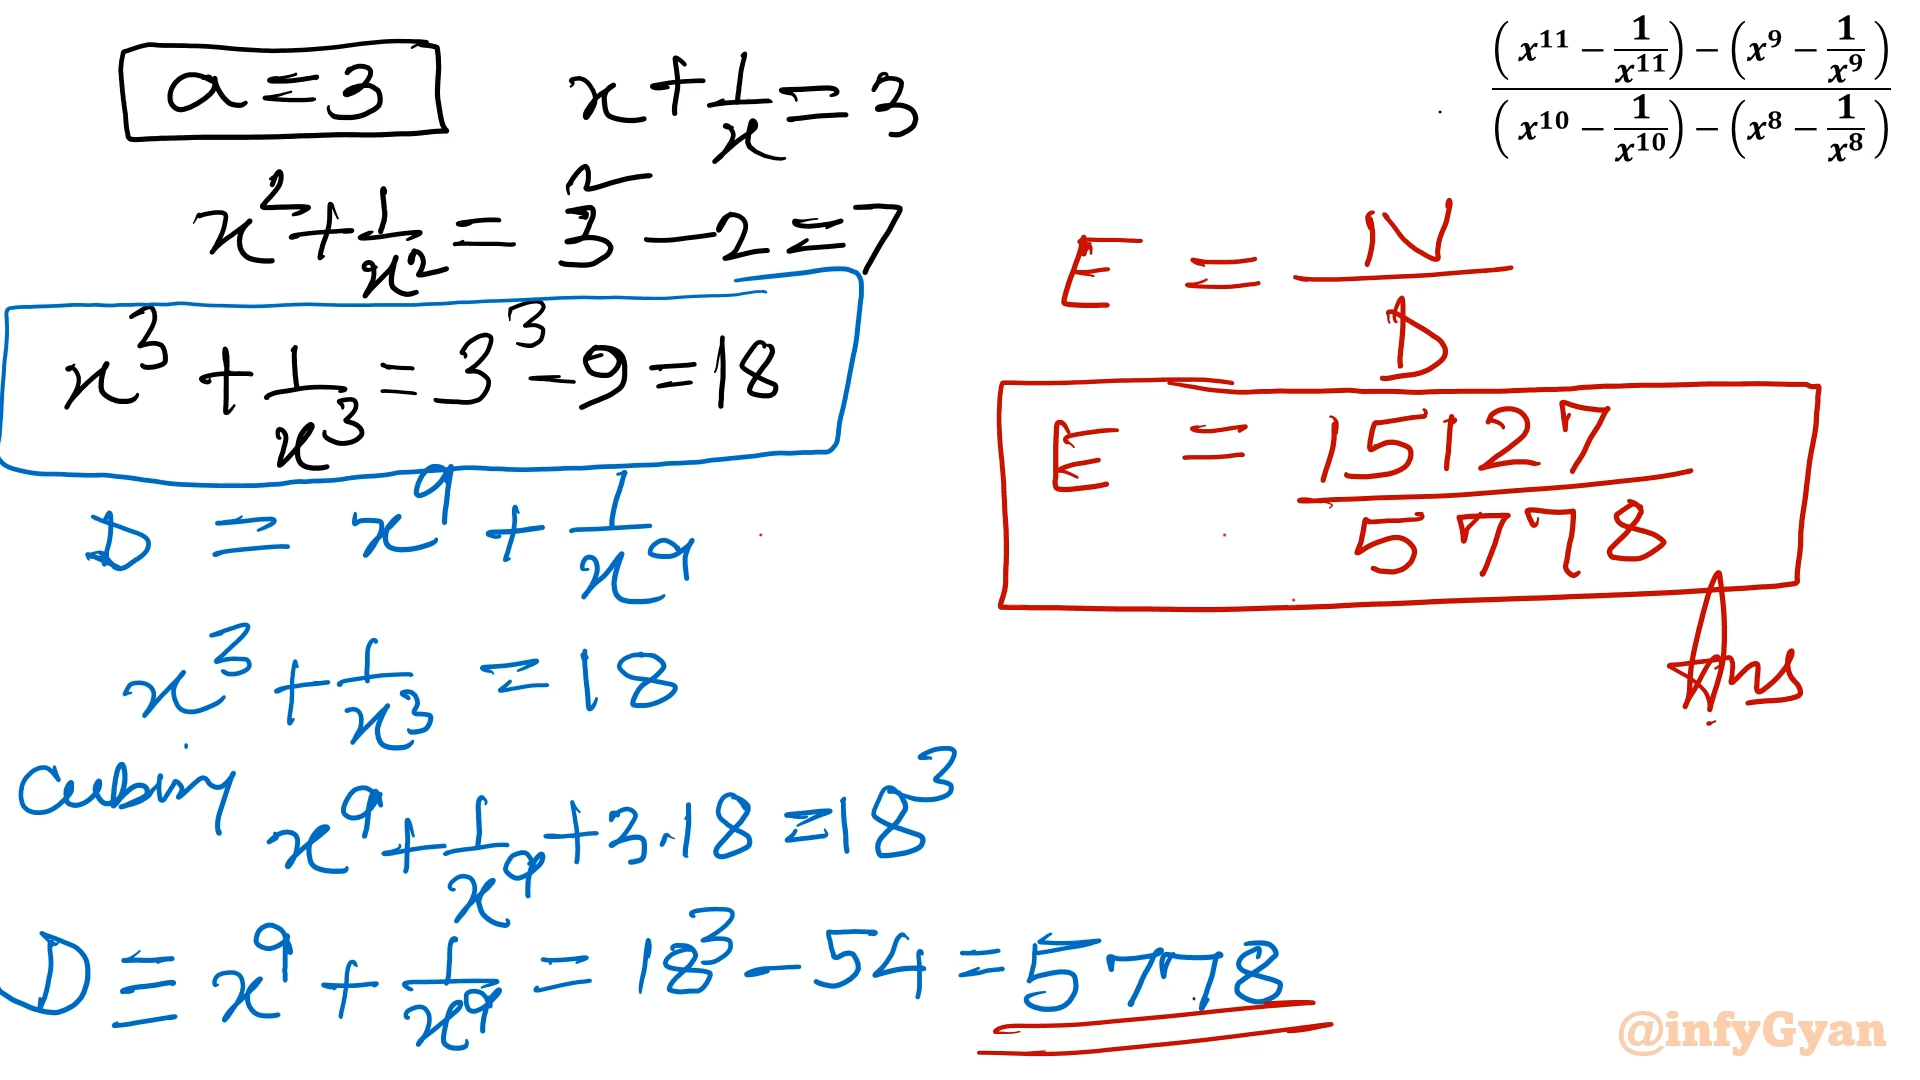 a = 3
x + 1/x = 3
x² + 1/x² = 3² - 2 = 7
x³ + 1/x³ = 3³ - 9 = 18
D = x⁹ + 1/x⁹
x³ + 1/x³ = 18
Cubing
x⁹ + 1/x⁹ + 3.18 = 18³
D = x⁹ + 1/x⁹ = 18³ - 54 = 5778
((x¹¹ − 1/x¹¹) − (x⁹ − 1/x⁹)) / ((x¹⁰ − 1/x¹⁰) − (x⁸ − 1/x⁸))
E = N/D
E = 15127/5778
Ans
@infyGyan